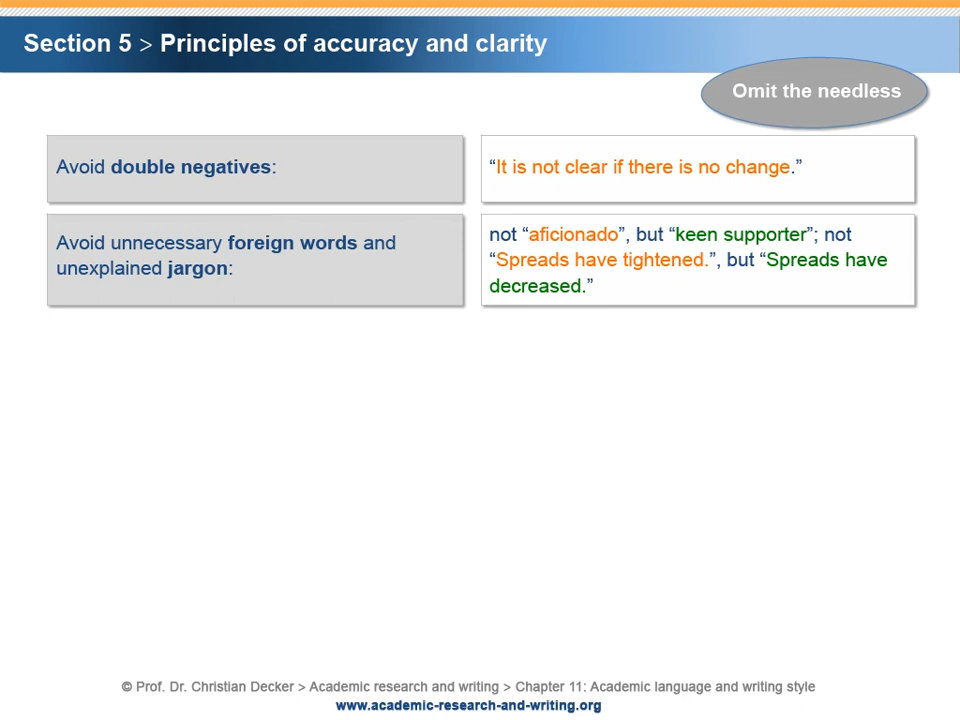 Section 5 > Principles of accuracy and clarity
Omit the needless
Avoid double negatives:
“It is not clear if there is no change.”
Avoid unnecessary foreign words and
unexplained jargon:
not “aficionado”, but “keen supporter”; not
“Spreads have tightened.”, but “Spreads have
decreased.”
© Prof. Dr. Christian Decker > Academic research and writing > Chapter 11: Academic language and writing style
www.academic-research-and-writing.org